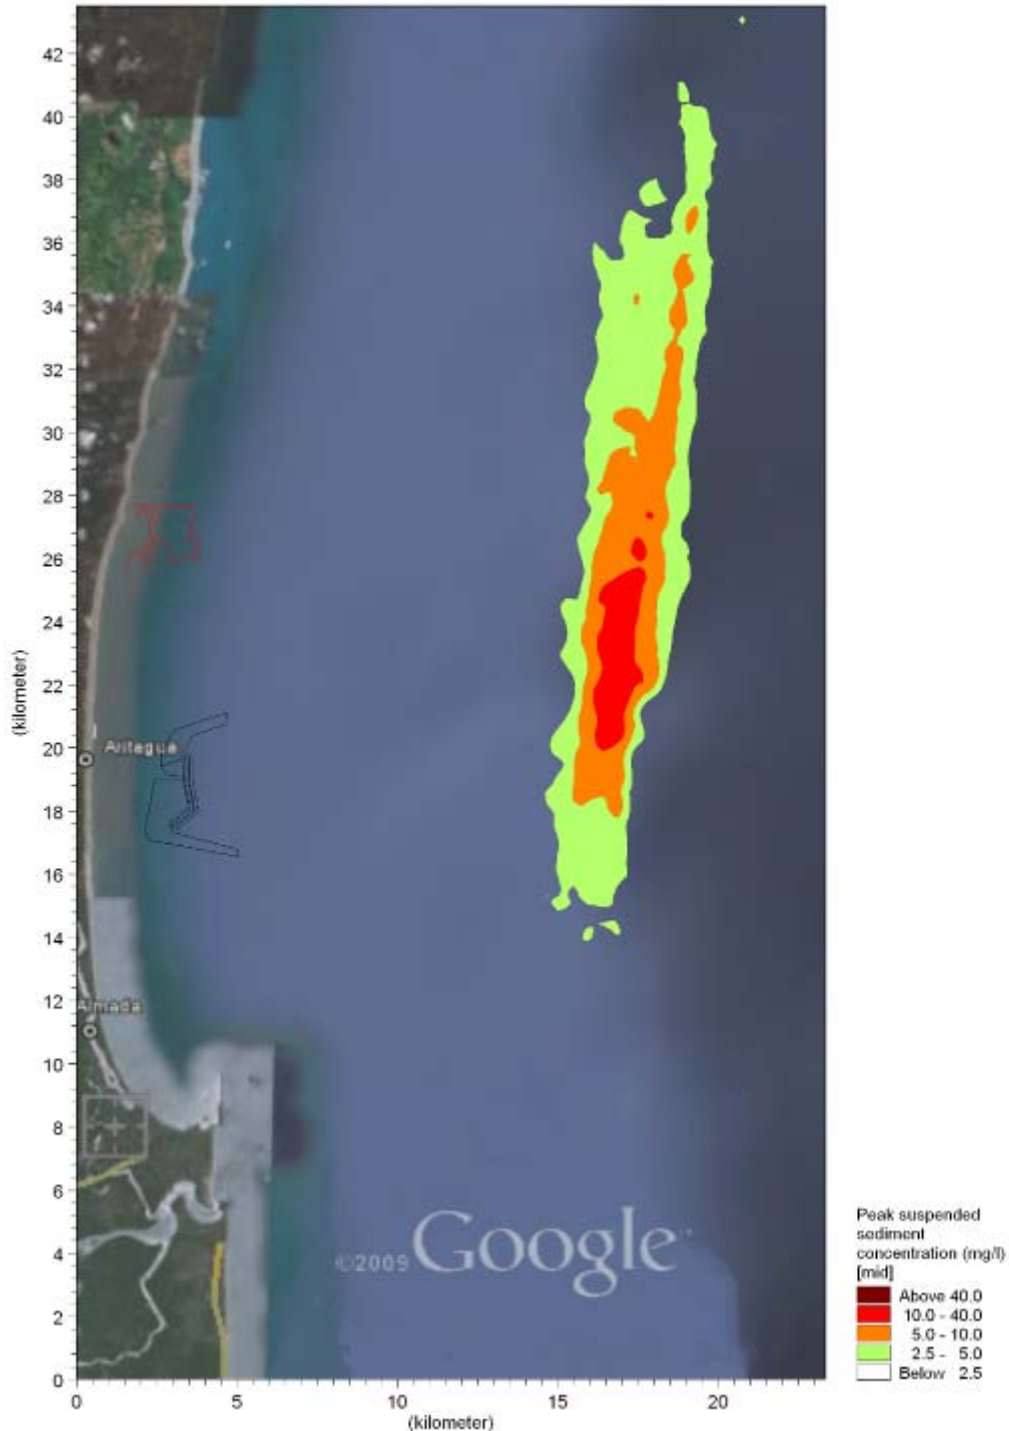 42
40
38
36
34
32
30
28
26
24
22
20
18
16
14
12
10
8
6
4
2
0
(kilometer)
Aritagua
Almada
©2009 Google™
0 5 10 15 20
(kilometer)
Peak suspended
sediment
concentration (mg/l)
[mid]
Above 40.0
10.0 - 40.0
5.0 - 10.0
2.5 - 5.0
Below 2.5